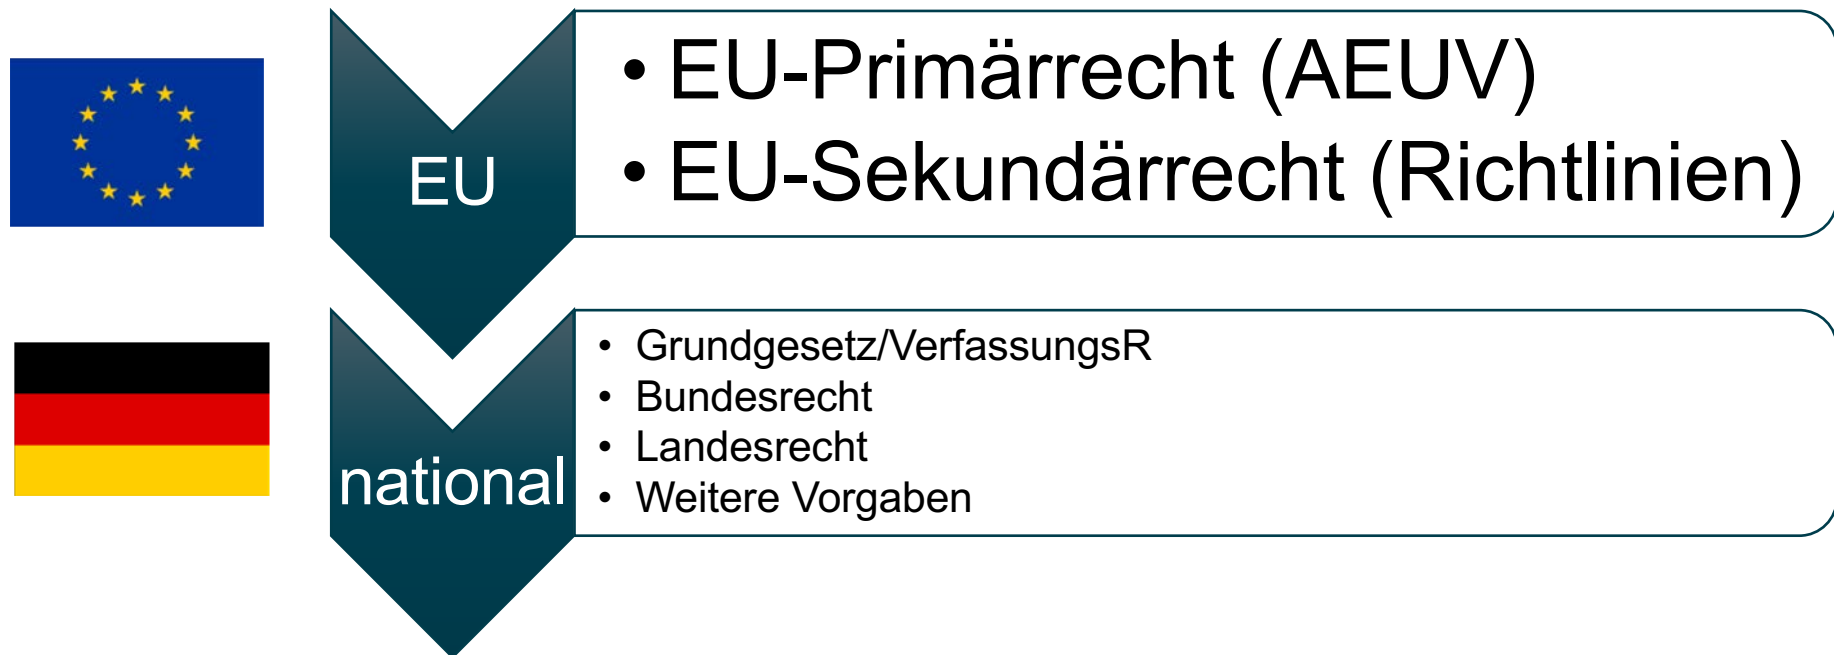 EU
• EU-Primärrecht (AEUV)
• EU-Sekundärrecht (Richtlinien)
national
• Grundgesetz/VerfassungsR
• Bundesrecht
• Landesrecht
• Weitere Vorgaben